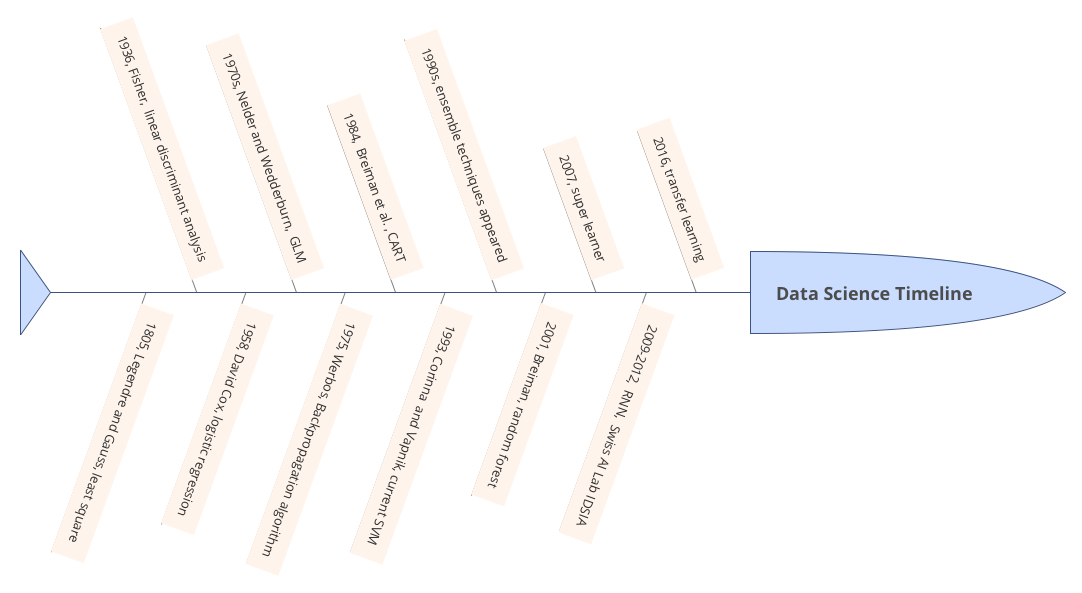 1936, Fisher, linear discriminant analysis
1970s, Nelder and Wedderburn, GLM
1984, Breiman et al. , CART
1990s, ensemble techniques appeared
2007, super learner
2016, transfer learning
Data Science Timeline
1805, Legendre and Gauss, least square
1958, David Cox, logistic regression
1975, Werbos, Backpropagation algorithm
1993, Corinna and Vapnik, current SVM
2001, Breiman, random forest
2009-2012, RNN, Swiss AI Lab IDSIA